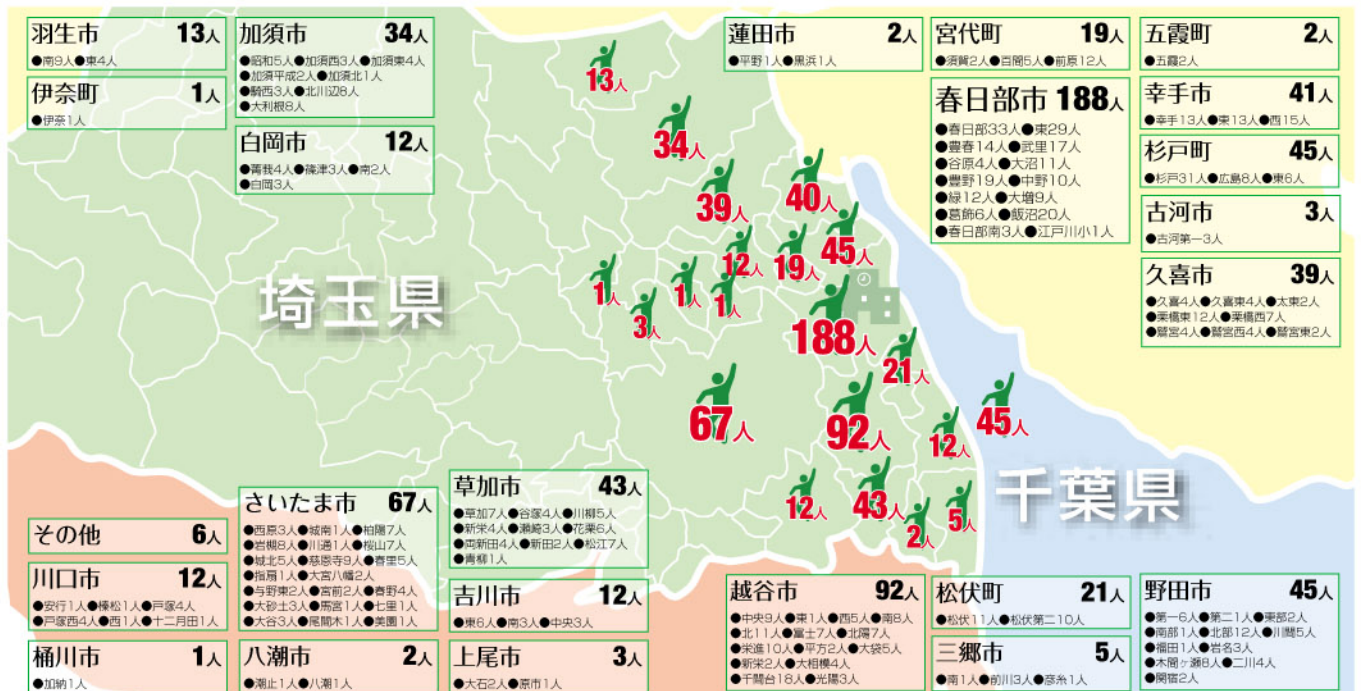 羽生市 13人
●南9人●東4人
伊奈町 1人
●伊奈1人
加須市 34人
●昭和5人●加須西3人●加須東4人
●加須平成2人●加須北1人
●騎西3人●北川辺8人
●大利根8人
白岡市 12人
●菁莪4人●篠津3人●南2人
●白岡3人
蓮田市 2人
●平野1人●黒浜1人
宮代町 19人
●須賀2人●百間5人●前原12人
春日部市 188人
●春日部33人●東29人
●豊春14人●武里17人
●谷原4人●大沼11人
●豊野19人●中野10人
●緑12人●大増9人
●葛飾6人●飯沼20人
●春日部南3人●江戸川小1人
五霞町 2人
●五霞2人
幸手市 41人
●幸手13人●東13人●西15人
杉戸町 45人
●杉戸31人●広島8人●東6人
古河市 3人
●古河第一3人
久喜市 39人
●久喜4人●久喜東4人●太東2人
●栗橋東12人●栗橋西7人
●鷲宮4人●鷲宮西4人●鷲宮東2人
13人
34人
39人
40人
45人
12人
19人
1人
3人
1人
1人
188人
21人
67人
92人
12人
45人
12人
43人
2人
5人
埼玉県
千葉県
その他 6人
川口市 12人
●安行1人●榛松1人●戸塚4人
●戸塚西4人●西1人●十二月田1人
桶川市 1人
●加納1人
さいたま市 67人
●西原3人●城南1人●柏陽7人
●岩槻8人●川通1人●桜山7人
●城北5人●慈恩寺9人●春里5人
●指扇1人●大宮八幡2人
●与野東2人●宮前2人●春野4人
●大砂土3人●馬宮1人●七里1人
●大谷3人●尾間木1人●美園1人
八潮市 2人
●潮止1人●八潮1人
草加市 43人
●草加7人●谷塚4人●川柳5人
●新栄4人●瀬崎3人●花栗6人
●両新田4人●新田2人●松江7人
●青柳1人
吉川市 12人
●東6人●南3人●中央3人
上尾市 3人
●大石2人●原市1人
越谷市 92人
●中央9人●東1人●西5人●南8人
●北11人●富士7人●北陽7人
●栄進10人●平方2人●大袋5人
●新栄2人●大相模4人
●千間台18人●光陽3人
松伏町 21人
●松伏11人●松伏第二10人
三郷市 5人
●南1人●前川3人●彦糸1人
野田市 45人
●第一6人●第二1人●東部2人
●南部1人●北部12人●川間5人
●福田1人●岩名3人
●木間ヶ瀬8人●二川4人
●関宿2人